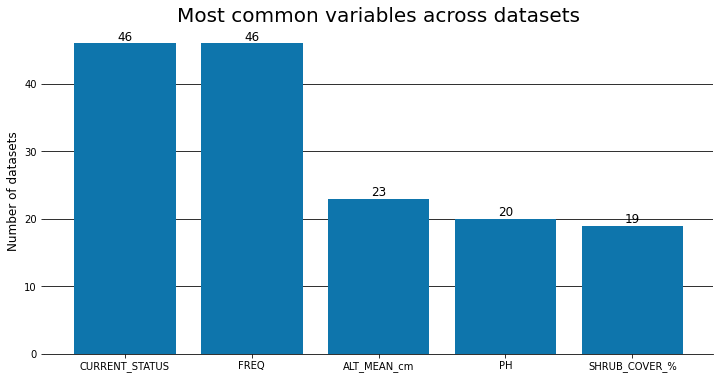 Most common variables across datasets
46
46
23
20
19
Number of datasets
40
30
20
10
0
CURRENT_STATUS
FREQ
ALT_MEAN_cm
PH
SHRUB_COVER_%